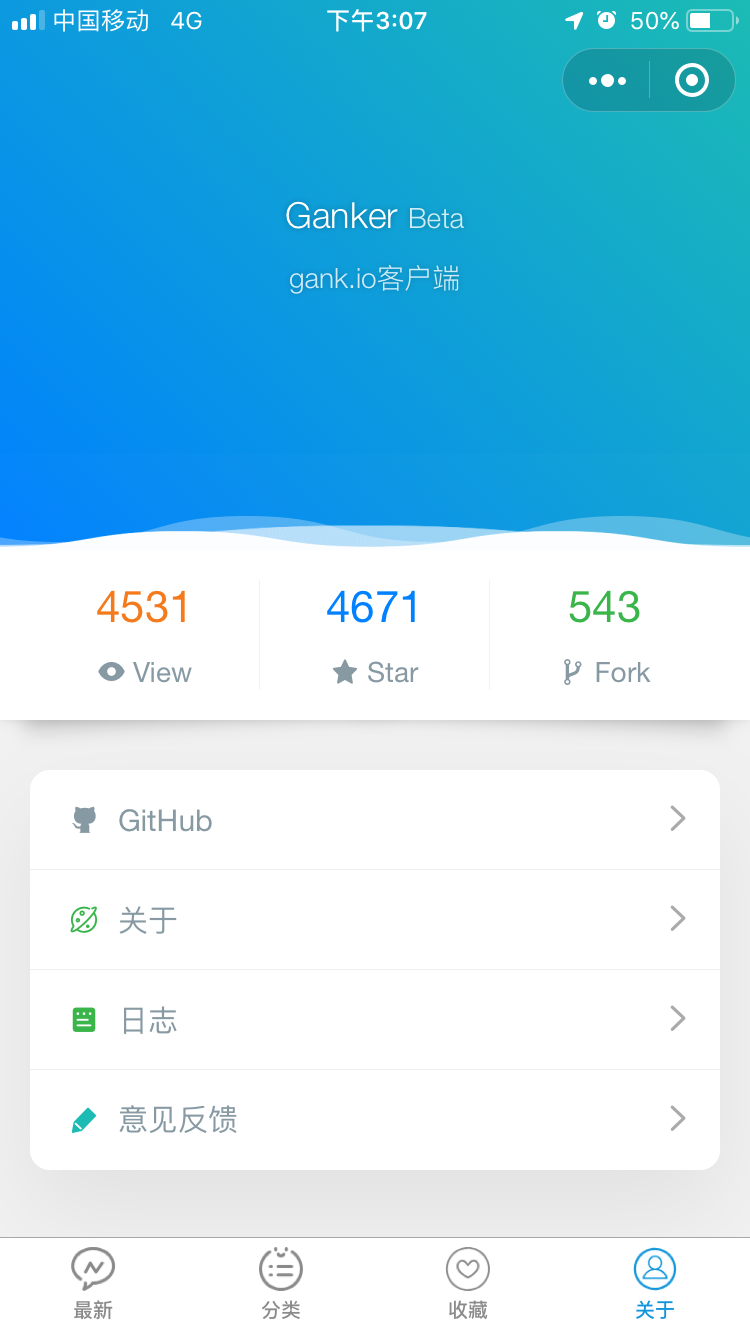 中国移动 4G 下午3:07 50%
Ganker Beta
gank.io客户端
4531 4671 543
View Star Fork
GitHub
关于
日志
意见反馈
最新 分类 收藏 关于